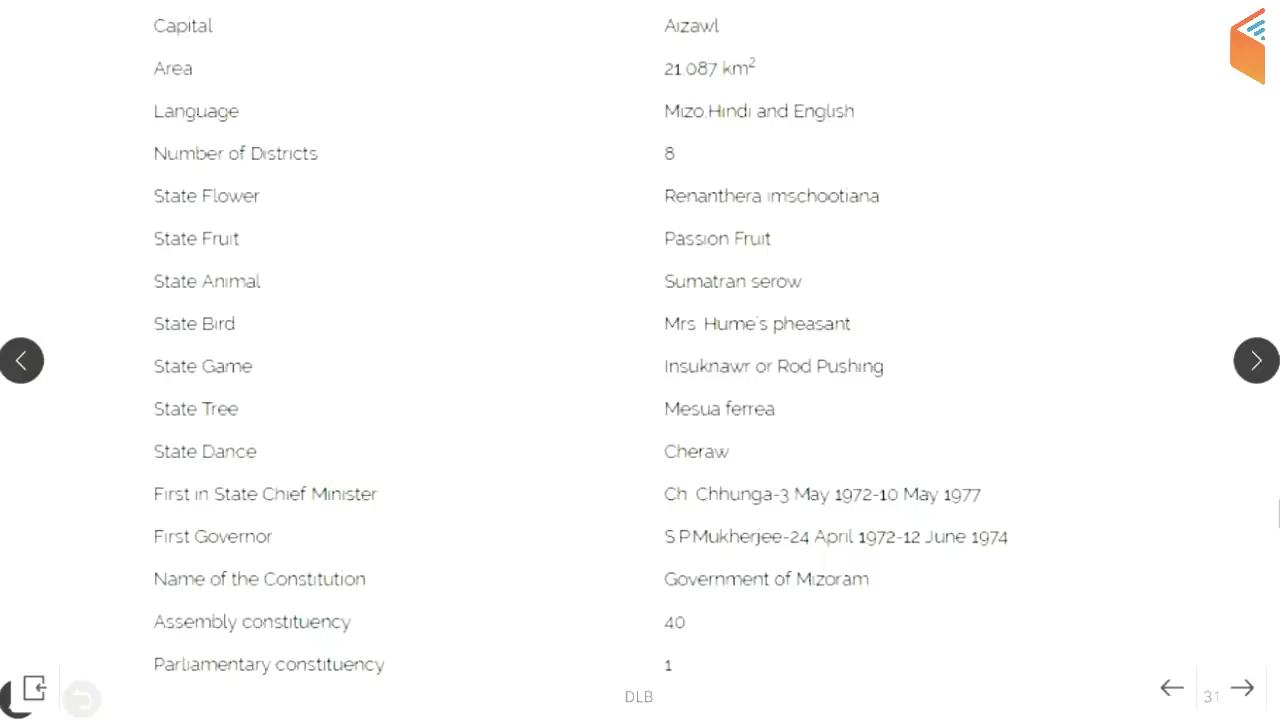 Capital Aizawl
Area 21,087 km²
Language Mizo,Hindi and English
Number of Districts 8
State Flower Renanthera imschootiana
State Fruit Passion Fruit
State Animal Sumatran serow
State Bird Mrs. Hume's pheasant
State Game Insuknawr or Rod Pushing
State Tree Mesua ferrea
State Dance Cheraw
First in State Chief Minister Ch. Chhunga-3 May 1972-10 May 1977
First Governor S.P.Mukherjee-24 April 1972-12 June 1974
Name of the Constitution Government of Mizoram
Assembly constituency 40
Parliamentary constituency 1
DLB
31